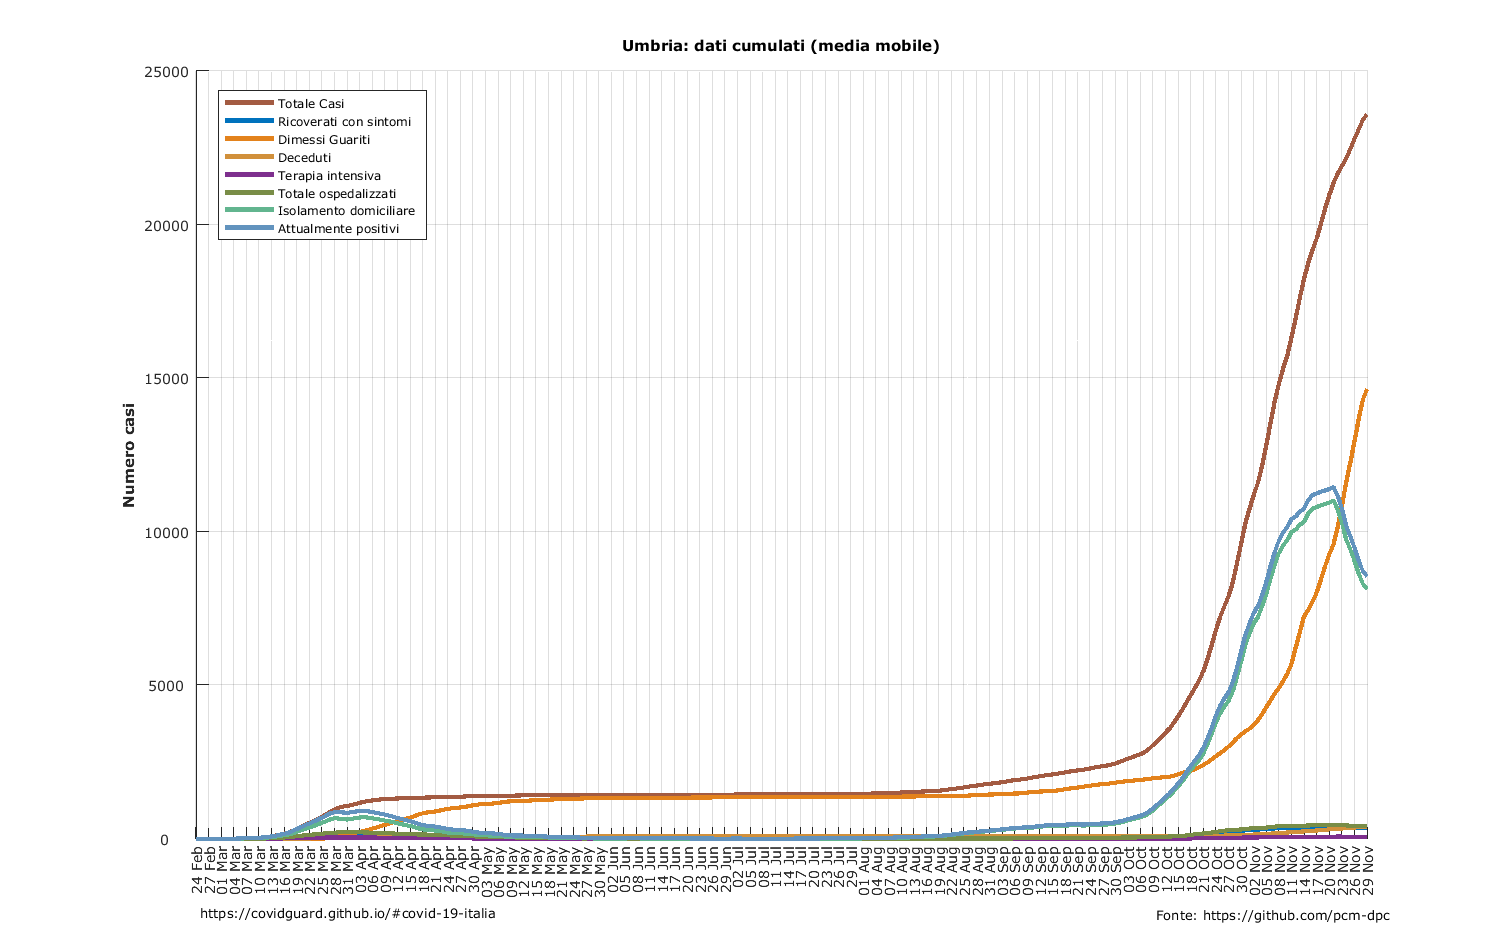 Umbria: dati cumulati (media mobile)
25000
20000
15000
10000
5000
0
Numero casi
Totale Casi
Ricoverati con sintomi
Dimessi Guariti
Deceduti
Terapia intensiva
Totale ospedalizzati
Isolamento domiciliare
Attualmente positivi
24 Feb
27 Feb
01 Mar
04 Mar
07 Mar
10 Mar
13 Mar
16 Mar
19 Mar
22 Mar
25 Mar
28 Mar
31 Mar
03 Apr
06 Apr
09 Apr
12 Apr
15 Apr
18 Apr
21 Apr
24 Apr
27 Apr
30 Apr
03 May
06 May
09 May
12 May
15 May
18 May
21 May
24 May
27 May
30 May
02 Jun
05 Jun
08 Jun
11 Jun
14 Jun
17 Jun
20 Jun
23 Jun
26 Jun
29 Jun
02 Jul
05 Jul
08 Jul
11 Jul
14 Jul
17 Jul
20 Jul
23 Jul
26 Jul
29 Jul
01 Aug
04 Aug
07 Aug
10 Aug
13 Aug
16 Aug
19 Aug
22 Aug
25 Aug
28 Aug
31 Aug
03 Sep
06 Sep
09 Sep
12 Sep
15 Sep
18 Sep
21 Sep
24 Sep
27 Sep
30 Sep
03 Oct
06 Oct
09 Oct
12 Oct
15 Oct
18 Oct
21 Oct
24 Oct
27 Oct
30 Oct
02 Nov
05 Nov
08 Nov
11 Nov
14 Nov
17 Nov
20 Nov
23 Nov
26 Nov
29 Nov
https://covidguard.github.io/#covid-19-italia
Fonte: https://github.com/pcm-dpc